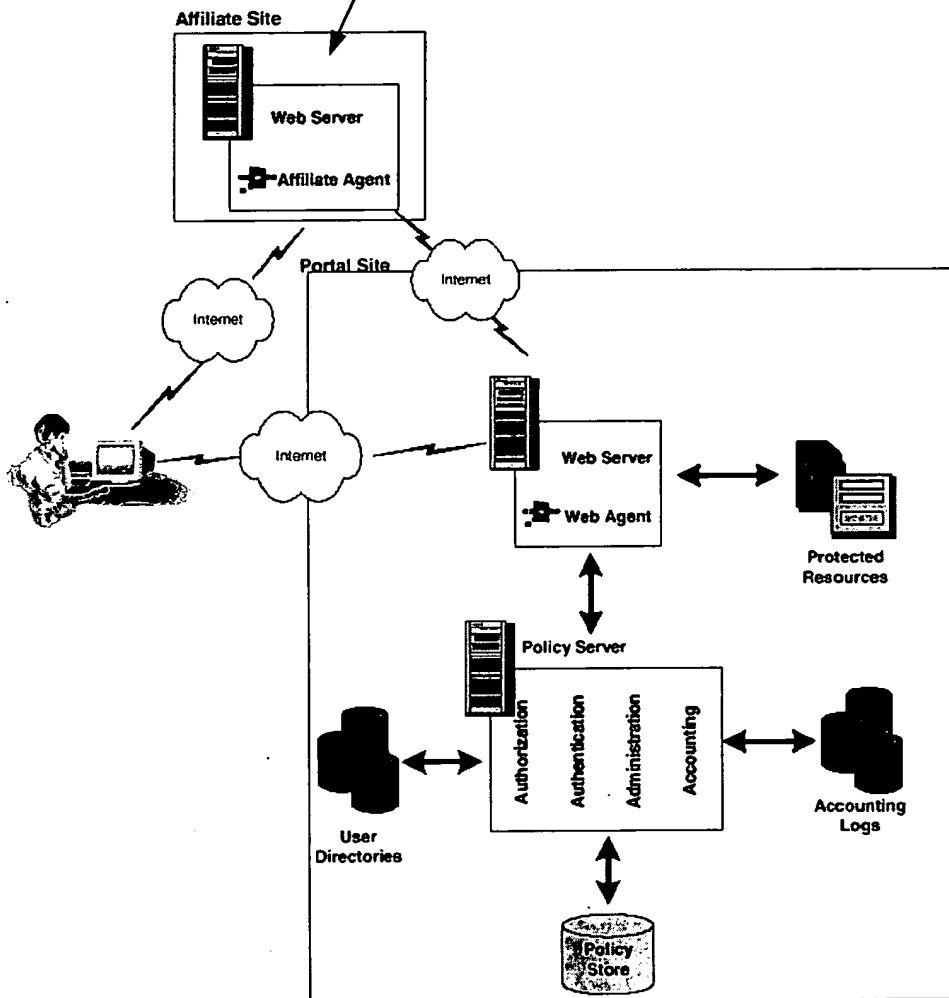 Affiliate Site
Web Server
Affiliate Agent
Portal Site
Internet
Internet
Internet
Web Server
Web Agent
Protected
Resources
Policy Server
Authorization
Authentication
Administration
Accounting
User
Directories
Accounting
Logs
Policy
Store